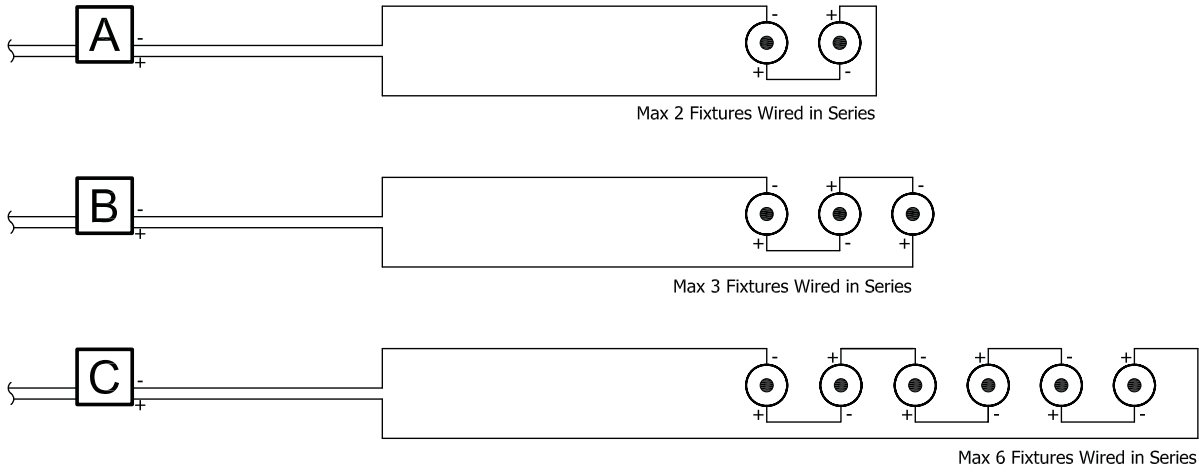 A
-
+
- +
+ -
Max 2 Fixtures Wired in Series
B
-
+
- + -
+ - +
Max 3 Fixtures Wired in Series
C
-
+
- + - + - +
+ - + - + -
Max 6 Fixtures Wired in Series